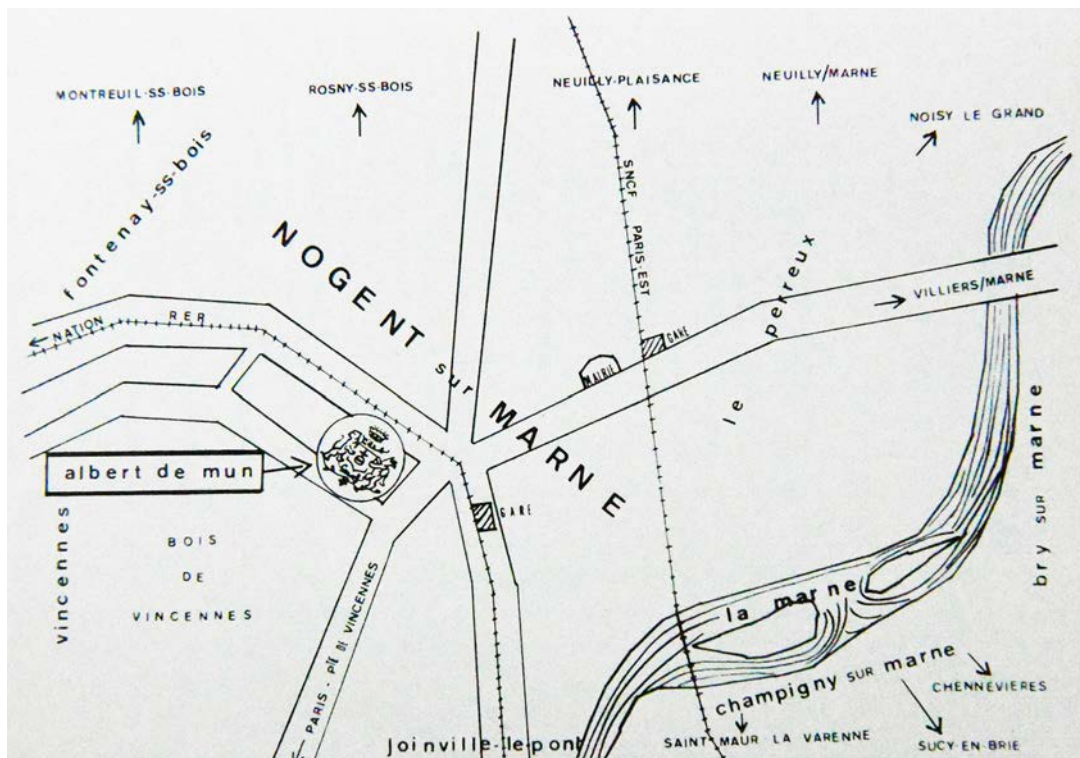 MONTREUIL-SS-BOIS
ROSNY-SS-BOIS
NEUILLY-PLAISANCE
NEUILLY/MARNE
NOISY LE GRAND
fontenay-ss-bois
NOGENT sur MARNE
SNCF PARIS-EST
le perreux
VILLIERS/MARNE
NATION
RER
GARE
MAIRIE
albert de mun
GARE
vincennes
BOIS
DE
VINCENNES
PARIS - PTE DE VINCENNES
bry SUR marne
la marne
champigny SUR marne
CHENNEVIERES
joinville-le-pont
SAINT-MAUR LA VARENNE
SUCY-EN-BRIE